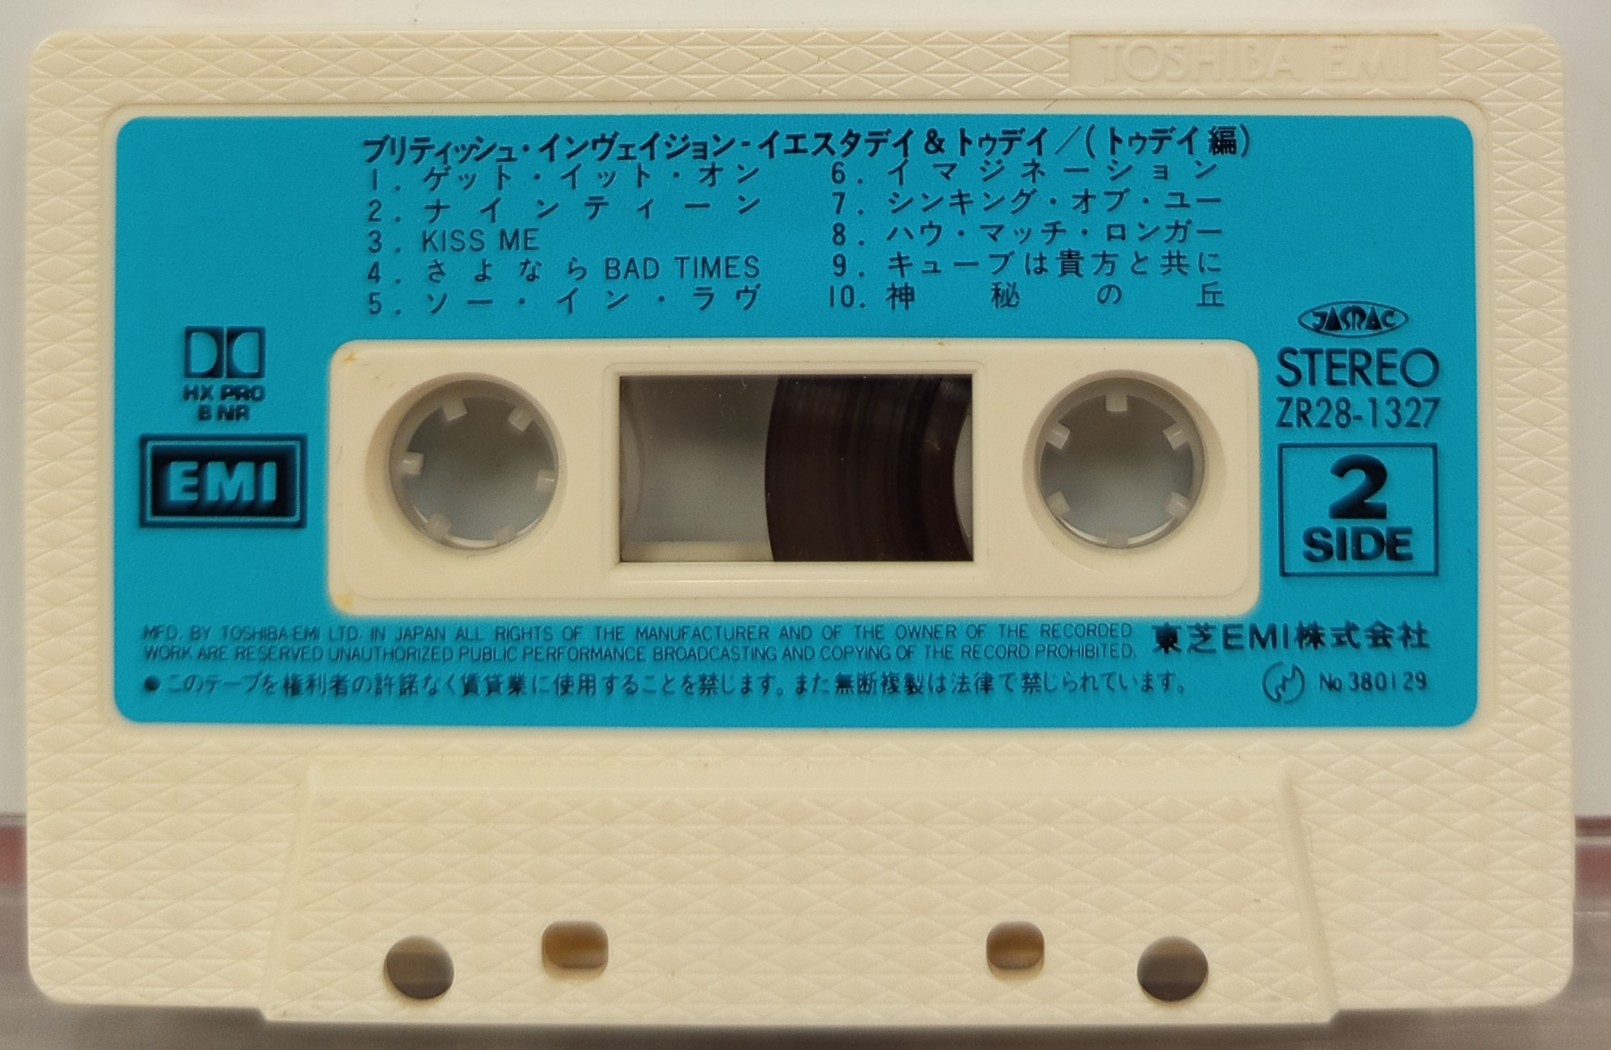 TOSHIBA EMI
ブリティッシュ・インヴェイジョン-イエスタデイ&トゥデイ/(トゥデイ編)
1. ゲット・イット・オン
2. ナインティーン
3. KISS ME
4. さよならBAD TIMES
5. ソー・イン・ラヴ
6. イマジネーション
7. シンキング・オブ・ユー
8. ハウ・マッチ・ロンガー
9. キューブは貴方と共に
10. 神秘の丘
HX PRO
B NR
EMI
JASRAC
STEREO
ZR28-1327
2
SIDE
MFD. BY TOSHIBA-EMI LTD. IN JAPAN ALL RIGHTS OF THE MANUFACTURER AND OF THE OWNER OF THE RECORDED
WORK ARE RESERVED UNAUTHORIZED PUBLIC PERFORMANCE BROADCASTING AND COPYING OF THE RECORD PROHIBITED.
東芝EMI株式会社
●このテープを権利者の許諾なく賃貸業に使用することを禁じます。また無断複製は法律で禁じられています。
No.380129